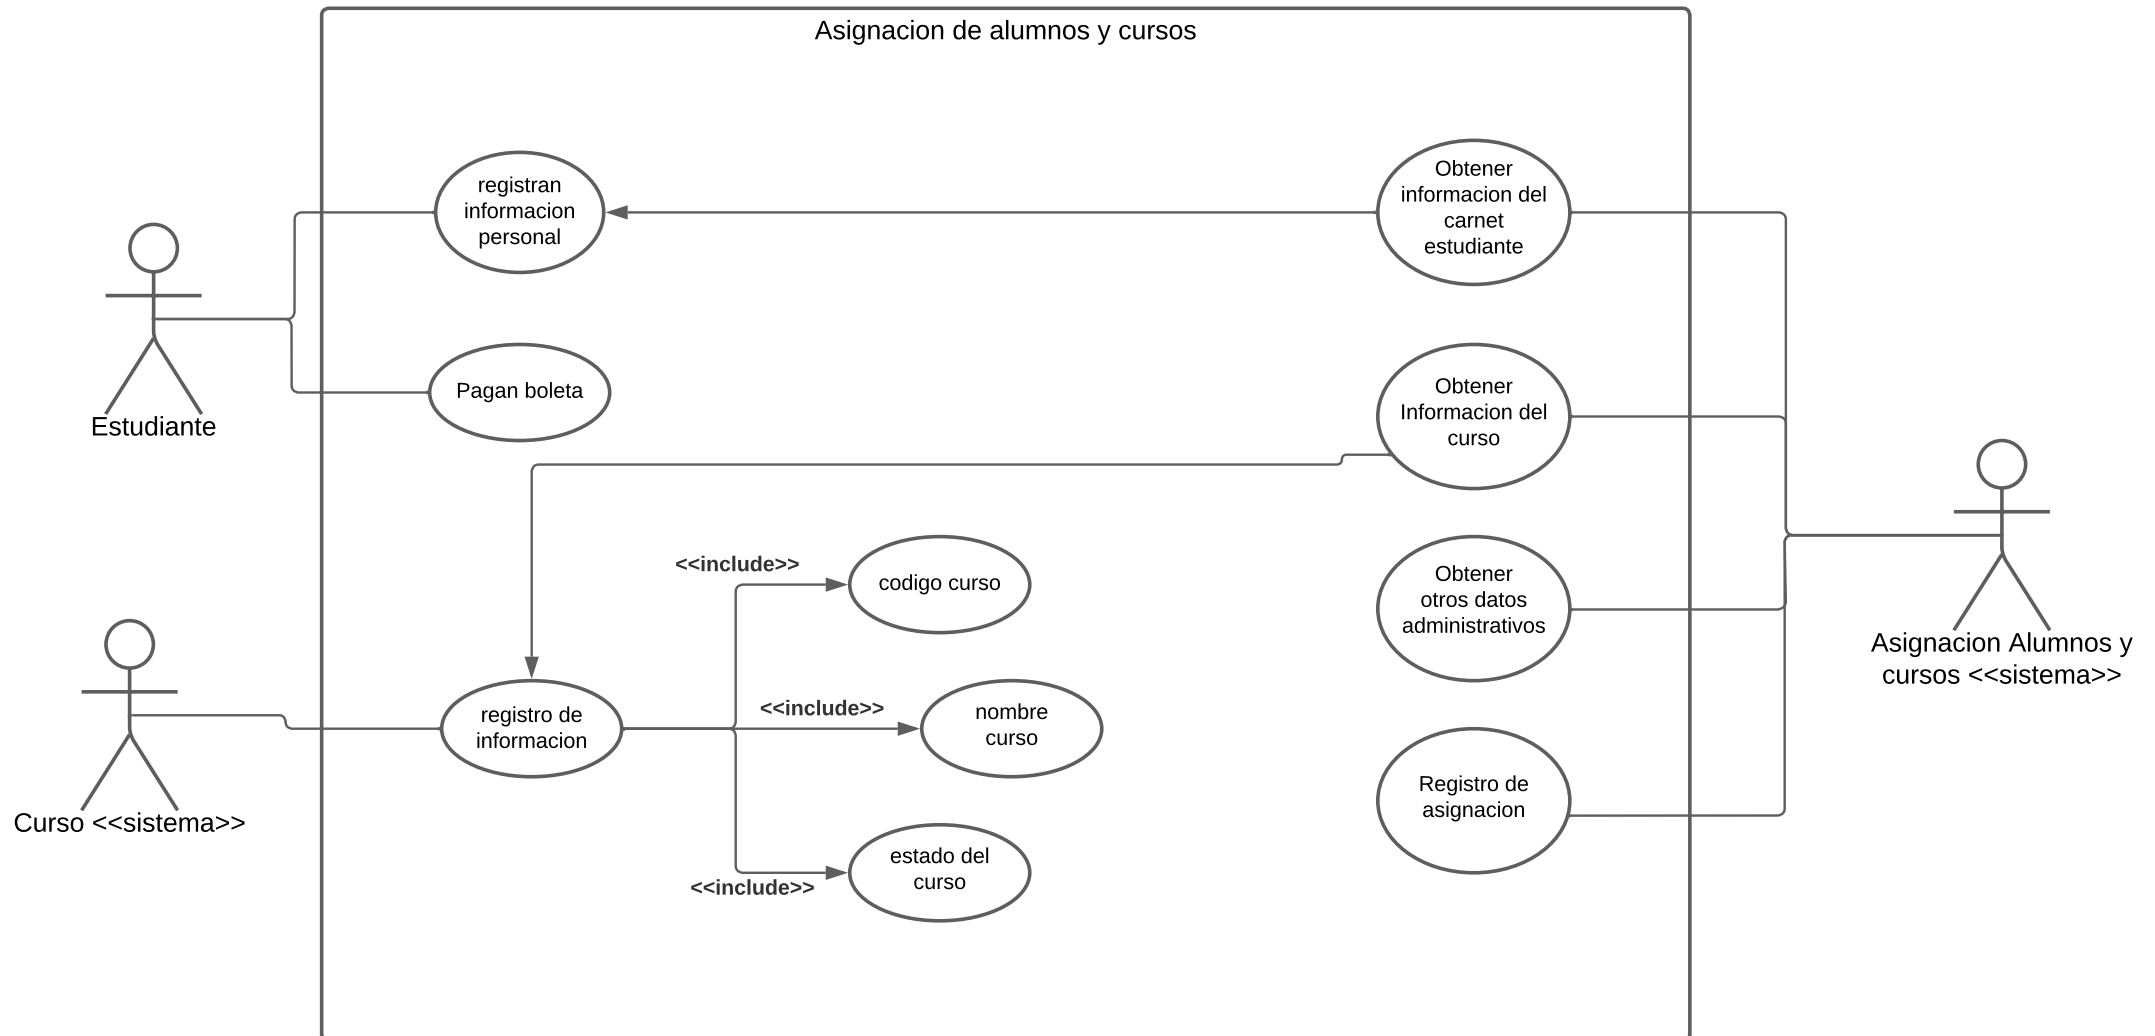 Asignacion de alumnos y cursos
registran
informacion
personal
Obtener
informacion del
carnet
estudiante
Pagan boleta
Estudiante
Obtener
Informacion del
curso
<<include>>
codigo curso
Obtener
otros datos
administrativos
Asignacion Alumnos y
cursos <<sistema>>
registro de
informacion
<<include>>
nombre
curso
Registro de
asignacion
Curso <<sistema>>
estado del
curso
<<include>>